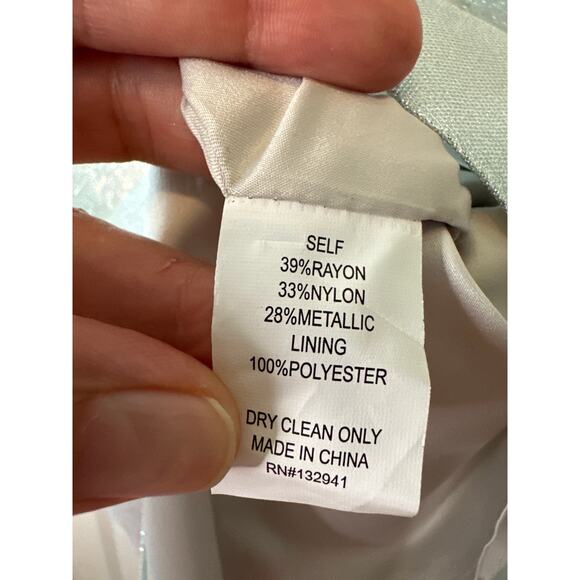 SELF
39%RAYON
33%NYLON
28%METALLIC
LINING
100%POLYESTER
DRY CLEAN ONLY
MADE IN CHINA
RN#132941